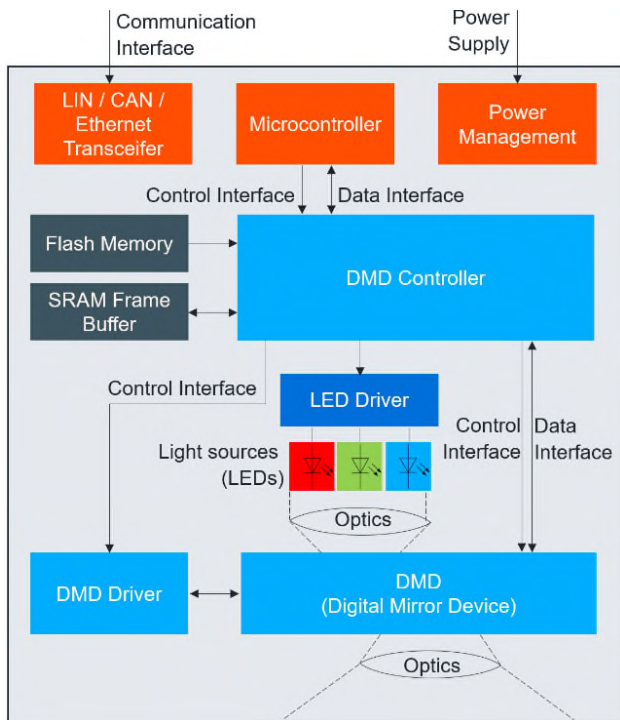 Communication
Interface
Power
Supply
LIN / CAN /
Ethernet
Transceifer
Microcontroller
Power
Management
Control Interface
Data Interface
Flash Memory
DMD Controller
SRAM Frame
Buffer
Control Interface
LED Driver
Control
Interface
Data
Interface
Light sources
(LEDs)
Optics
DMD Driver
DMD
(Digital Mirror Device)
Optics